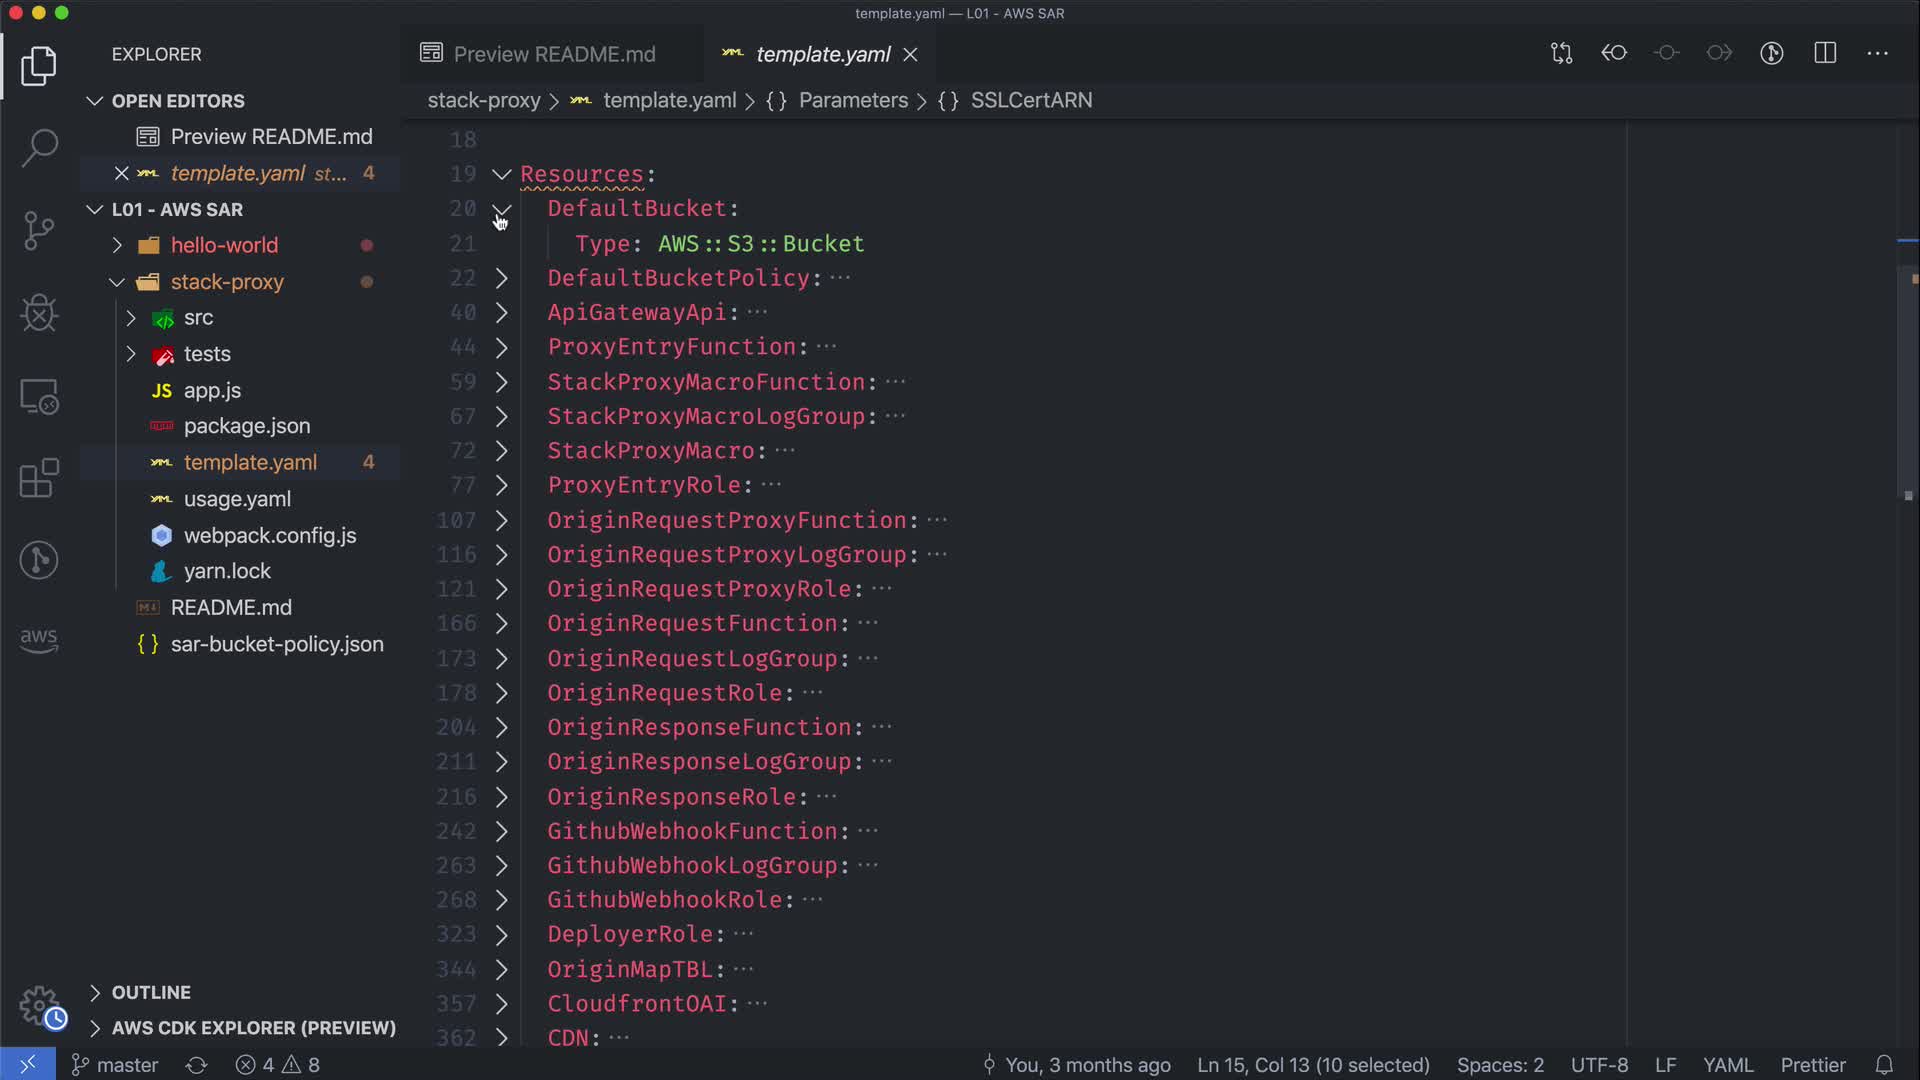 template.yaml — L01 - AWS SAR
EXPLORER
Preview README.md
template.yaml
OPEN EDITORS
stack-proxy
template.yaml
{} Parameters
{} SSLCertARN
Preview README.md
template.yaml st... 4
L01 - AWS SAR
hello-world
stack-proxy
src
tests
JS app.js
package.json
template.yaml 4
usage.yaml
webpack.config.js
yarn.lock
README.md
{ } sar-bucket-policy.json
aws
OUTLINE
AWS CDK EXPLORER (PREVIEW)
18
19 Resources:
20 DefaultBucket:
21 Type: AWS::S3::Bucket
22 DefaultBucketPolicy: ···
40 ApiGatewayApi: ···
44 ProxyEntryFunction: ···
59 StackProxyMacroFunction: ···
67 StackProxyMacroLogGroup: ···
72 StackProxyMacro: ···
77 ProxyEntryRole: ···
107 OriginRequestProxyFunction: ···
116 OriginRequestProxyLogGroup: ···
121 OriginRequestProxyRole: ···
166 OriginRequestFunction: ···
173 OriginRequestLogGroup: ···
178 OriginRequestRole: ···
204 OriginResponseFunction: ···
211 OriginResponseLogGroup: ···
216 OriginResponseRole: ···
242 GithubWebhookFunction: ···
263 GithubWebhookLogGroup: ···
268 GithubWebhookRole: ···
323 DeployerRole: ···
344 OriginMapTBL: ···
357 CloudfrontOAI: ···
362 CDN: ···
master
4
8
You, 3 months ago
Ln 15, Col 13 (10 selected)
Spaces: 2
UTF-8
LF
YAML
Prettier